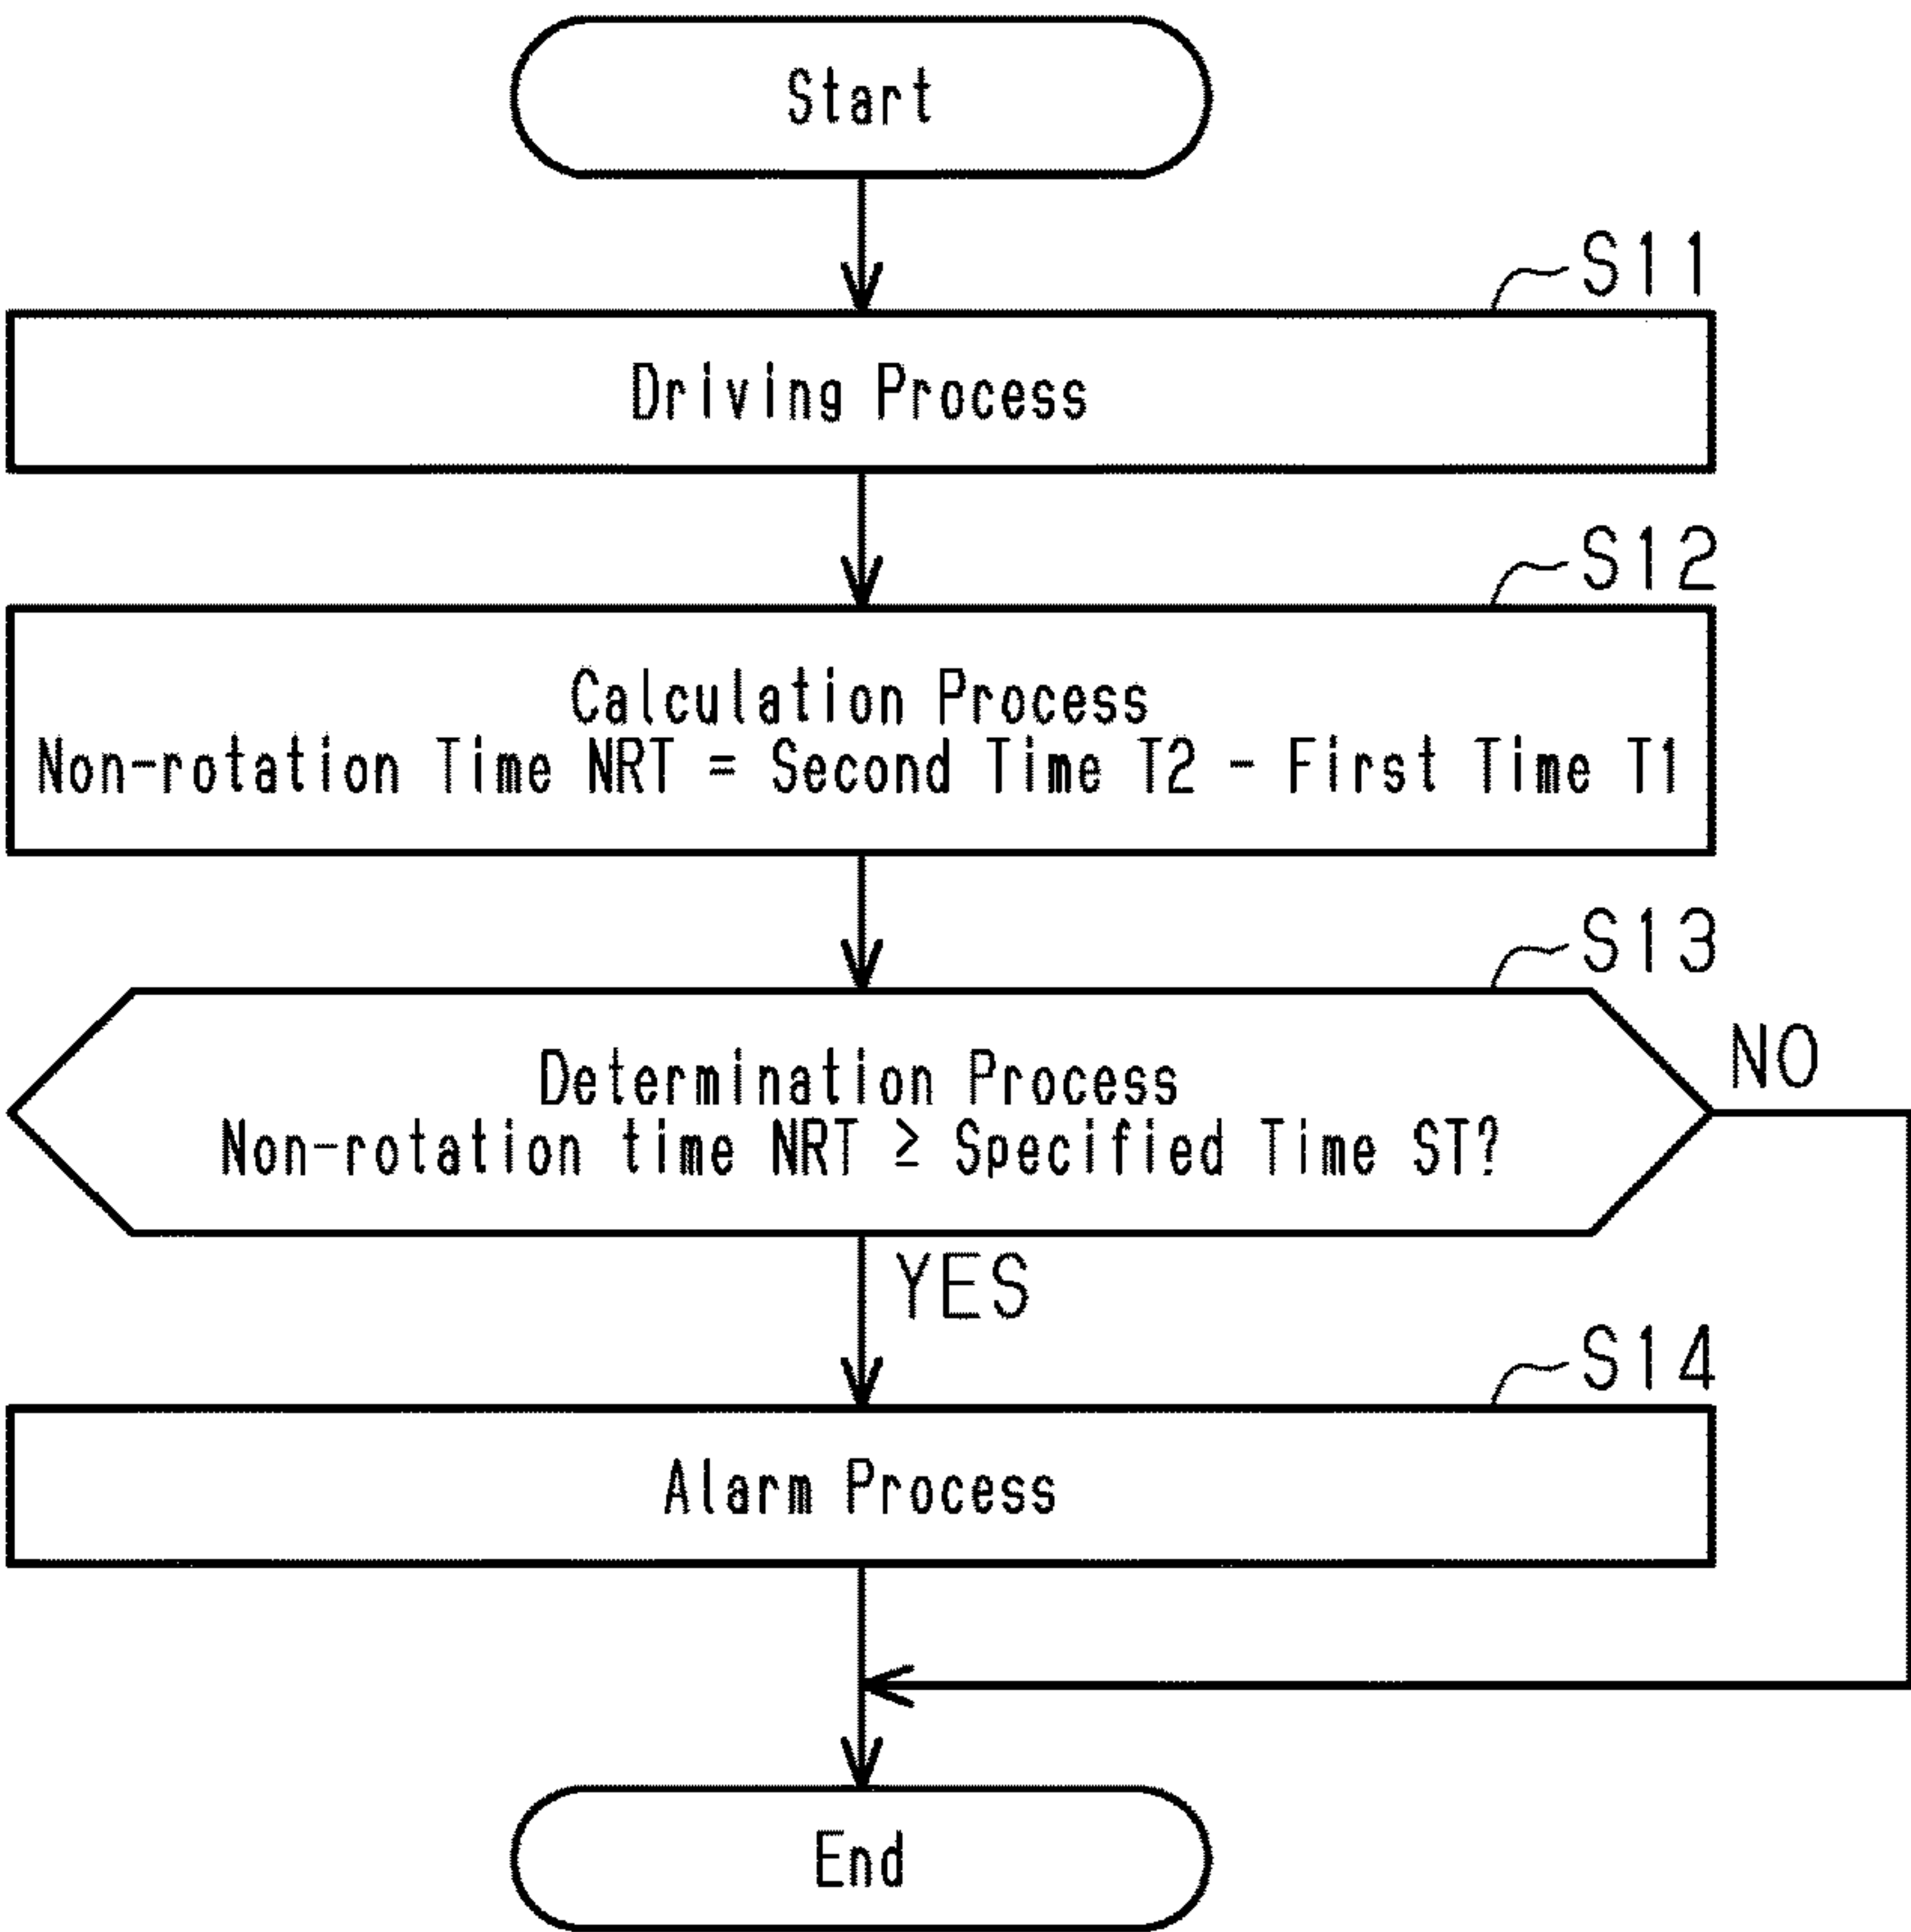 Start
S11
Driving Process
S12
Calculation Process
Non-rotation Time NRT = Second Time T2 - First Time T1
S13
NO
Determination Process
Non-rotation time NRT ≥ Specified Time ST?
YES
S14
Alarm Process
End